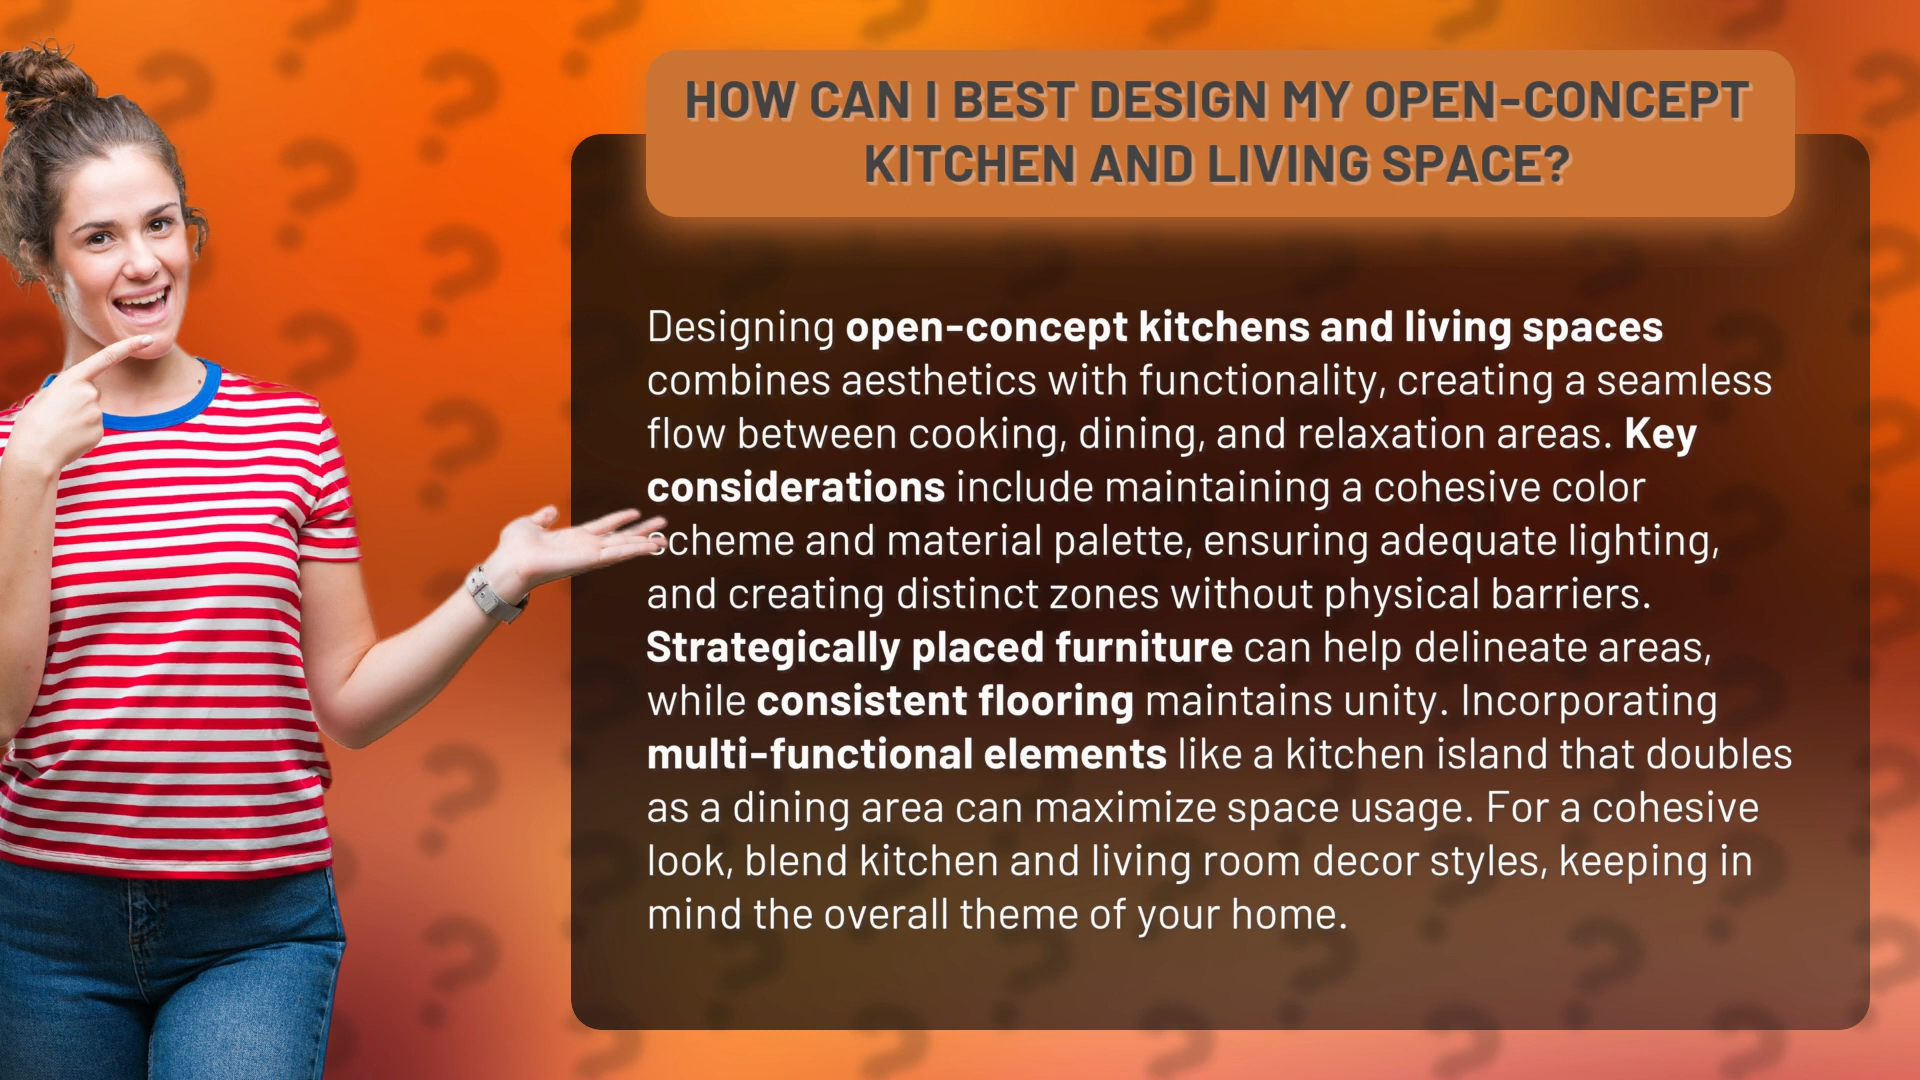 HOW CAN I BEST DESIGN MY OPEN-CONCEPT
KITCHEN AND LIVING SPACE?
Designing open-concept kitchens and living spaces
combines aesthetics with functionality, creating a seamless
flow between cooking, dining, and relaxation areas. Key
considerations include maintaining a cohesive color
scheme and material palette, ensuring adequate lighting,
and creating distinct zones without physical barriers.
Strategically placed furniture can help delineate areas,
while consistent flooring maintains unity. Incorporating
multi-functional elements like a kitchen island that doubles
as a dining area can maximize space usage. For a cohesive
look, blend kitchen and living room decor styles, keeping in
mind the overall theme of your home.